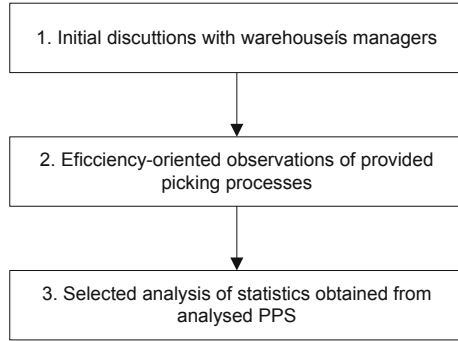 1. Initial discuttions with warehouseís managers
2. Eficciency-oriented observations of provided
picking processes
3. Selected analysis of statistics obtained from
analysed PPS